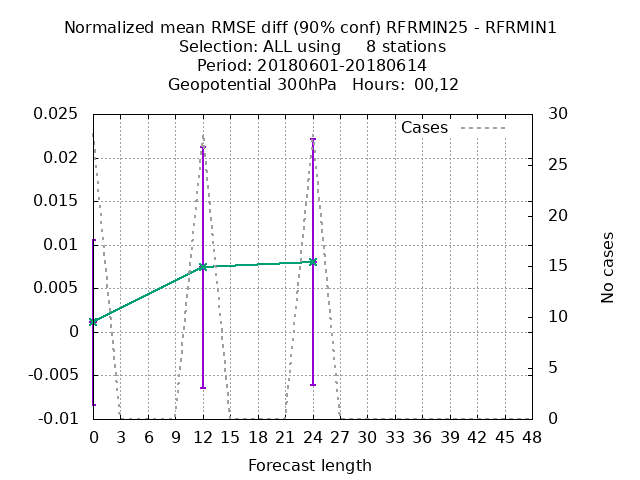 Normalized mean RMSE diff (90% conf) RFRMIN25 - RFRMIN1
Selection: ALL using     8 stations
Period: 20180601-20180614
Geopotential 300hPa   Hours:  00,12
Cases
0.025
0.02
0.015
0.01
0.005
0
-0.005
-0.01
30
25
20
15
10
5
0
No cases
0 3 6 9 12 15 18 21 24 27 30 33 36 39 42 45 48
Forecast length